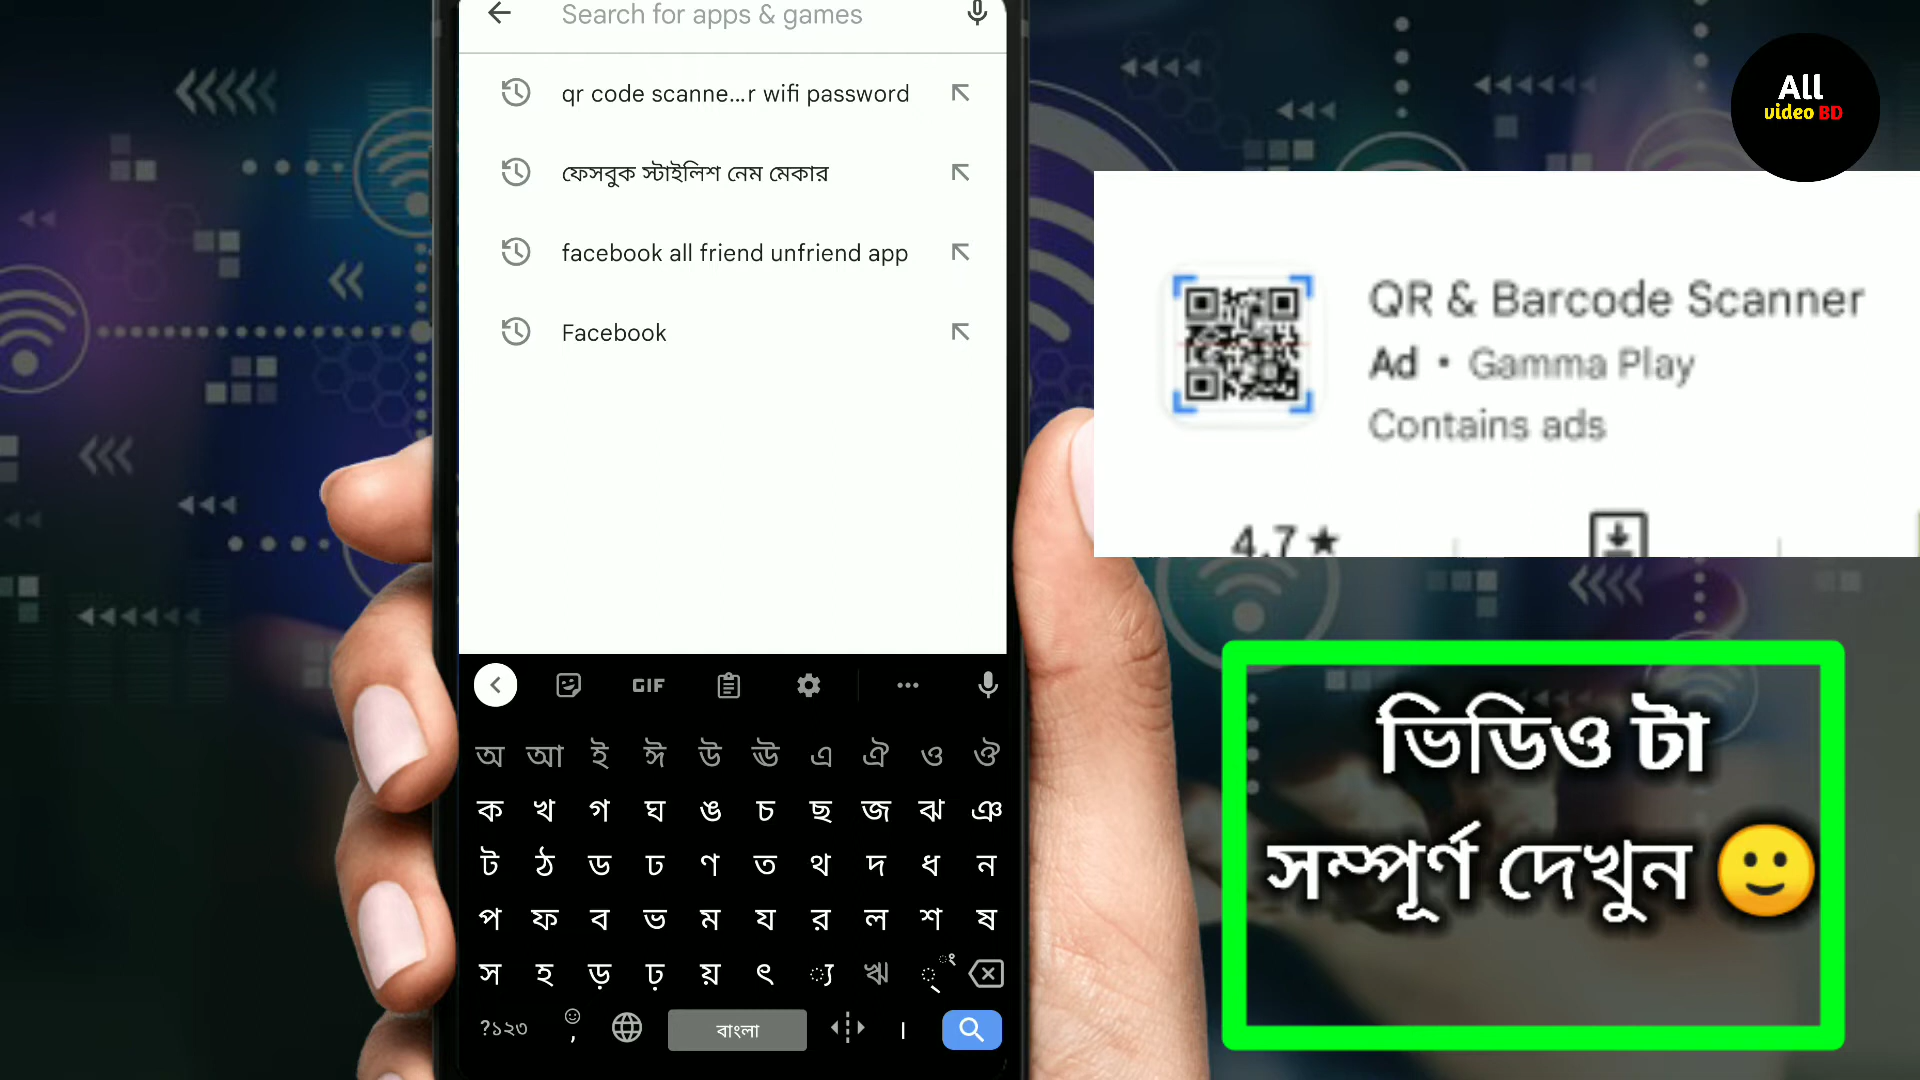 Search for apps & games
qr code scanne...r wifi password
ফেসবুক স্টাইলিশ নেম মেকার
facebook all friend unfriend app
Facebook
GIF
অ আ ই ঈ উ ঊ এ ঐ ও ঔ
ক খ গ ঘ ঙ চ ছ জ ঝ ঞ
ট ঠ ড ঢ ণ ত থ দ ধ ন
প ফ ব ভ ম য র ল শ ষ
স হ ড় ঢ় য় ৎ ্য ঋ ্ ং
?১২৩ , বাংলা ।
All
video BD
QR & Barcode Scanner
Ad • Gamma Play
Contains ads
4.7 ★
ভিডিও টা
সম্পূর্ণ দেখুন 🙂